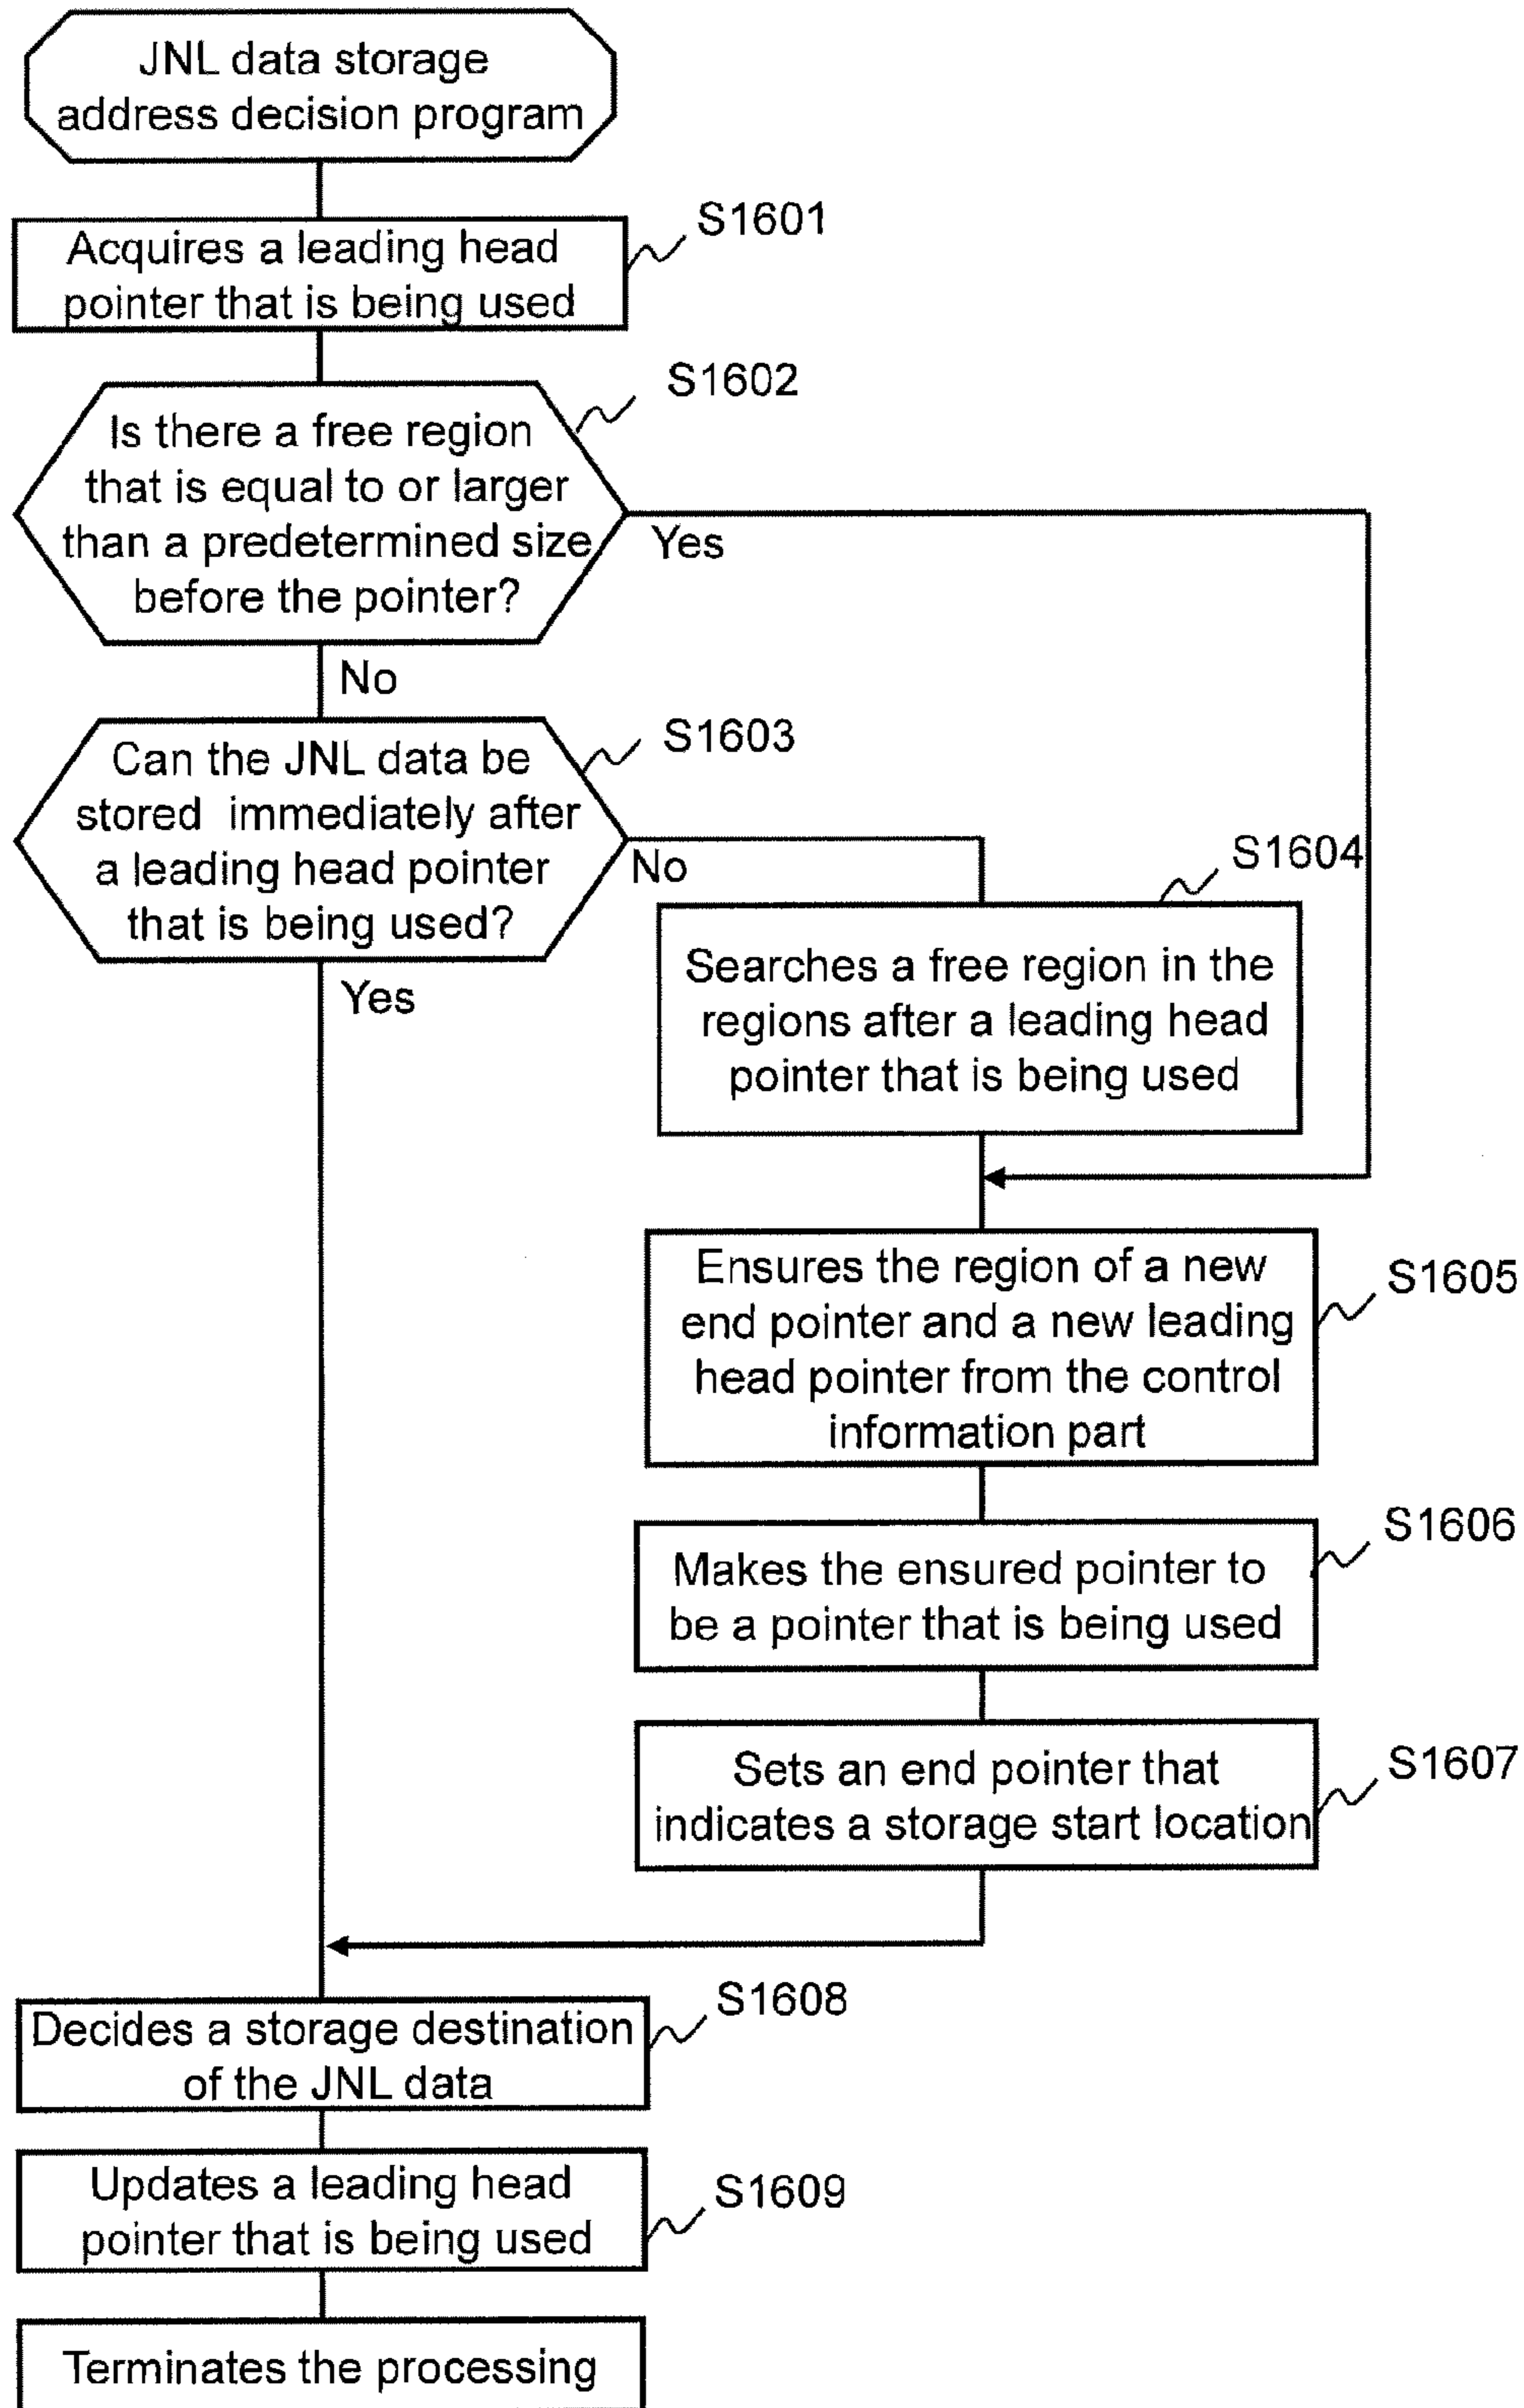 JNL data storage
address decision program
S1601
Acquires a leading head
pointer that is being used
S1602
Is there a free region
that is equal to or larger
than a predetermined size
before the pointer?
Yes
No
S1603
Can the JNL data be
stored immediately after
a leading head pointer
that is being used?
No
Yes
S1604
Searches a free region in the
regions after a leading head
pointer that is being used
Ensures the region of a new
end pointer and a new leading
head pointer from the control
information part
S1605
Makes the ensured pointer to
be a pointer that is being used
S1606
Sets an end pointer that
indicates a storage start location
S1607
Decides a storage destination
of the JNL data
S1608
Updates a leading head
pointer that is being used
S1609
Terminates the processing